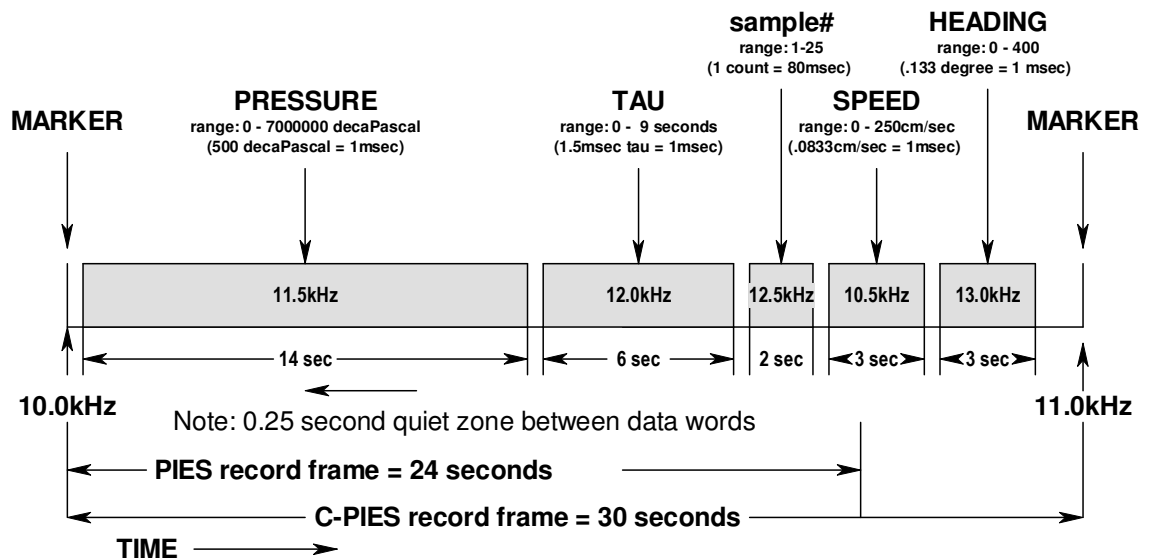 sample#
range: 1-25
(1 count = 80msec)
HEADING
range: 0 - 400
(.133 degree = 1 msec)
MARKER
PRESSURE
range: 0 - 7000000 decaPascal
(500 decaPascal = 1msec)
TAU
range: 0 - 9 seconds
(1.5msec tau = 1msec)
SPEED
range: 0 - 250cm/sec
(.0833cm/sec = 1msec)
MARKER
11.5kHz
12.0kHz
12.5kHz
10.5kHz
13.0kHz
14 sec
6 sec
2 sec
3 sec
3 sec
10.0kHz
11.0kHz
Note: 0.25 second quiet zone between data words
PIES record frame = 24 seconds
C-PIES record frame = 30 seconds
TIME